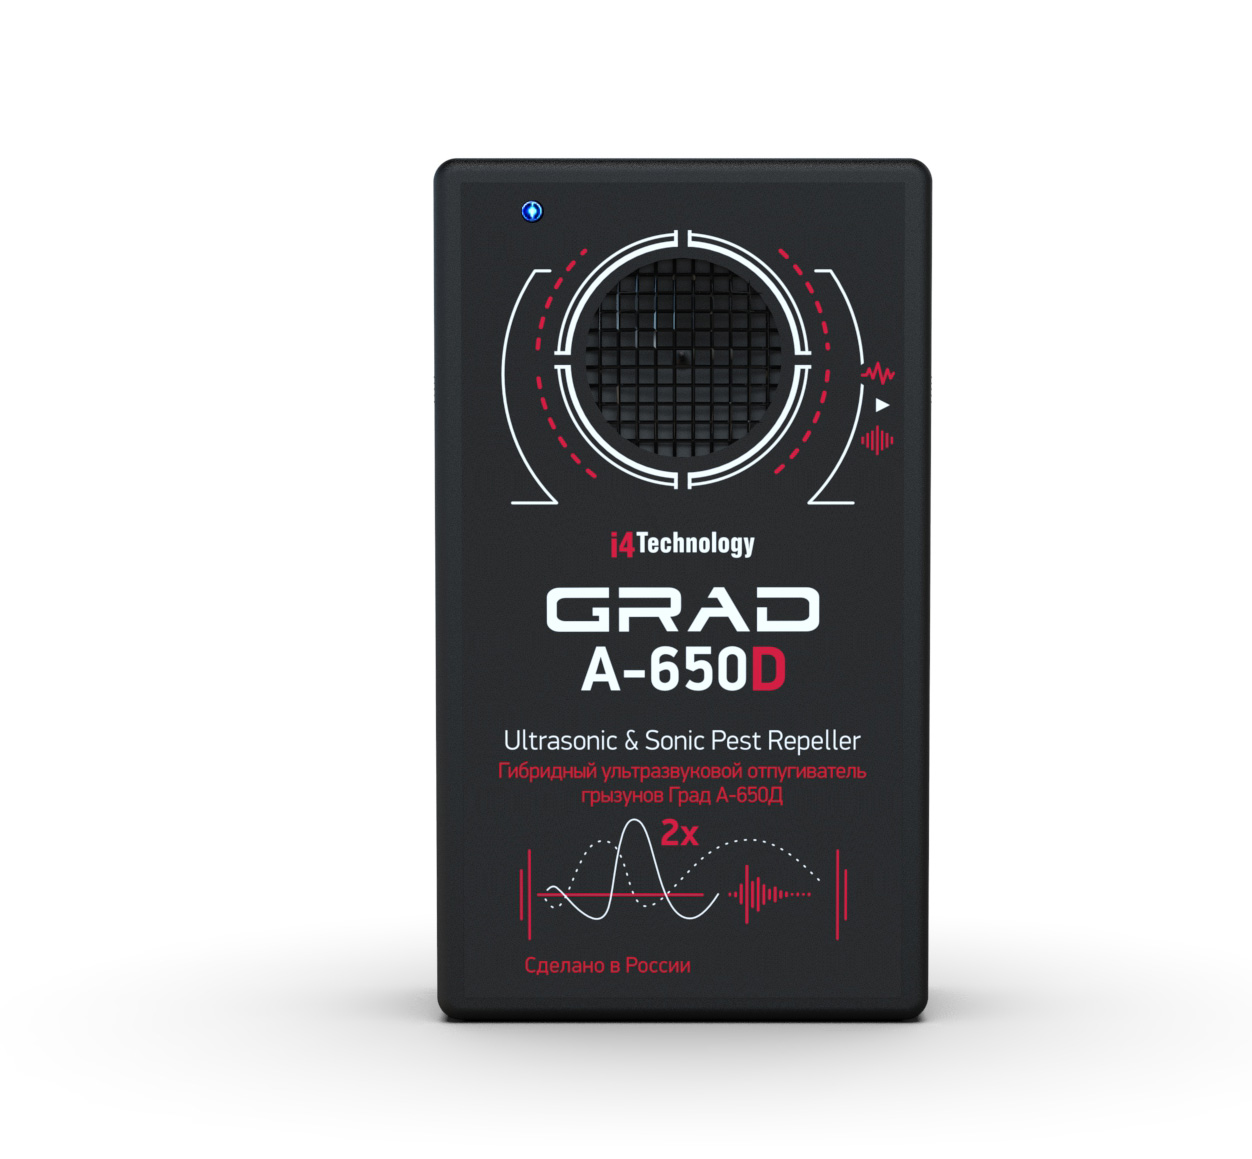 i4Technology
GRAD
A-650D
Ultrasonic & Sonic Pest Repeller
Гибридный ультразвуковой отпугиватель
грызунов Град А-650Д
2x
Сделано в России